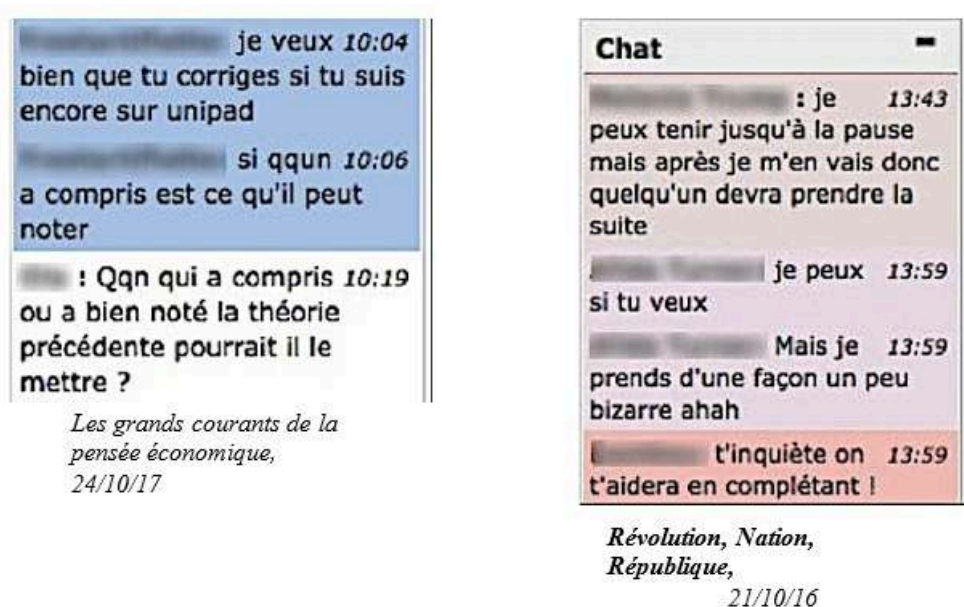 je veux 10:04
bien que tu corriges si tu suis
encore sur unipad
si qqun 10:06
a compris est ce qu'il peut
noter
: Qqn qui a compris 10:19
ou a bien noté la théorie
précédente pourrait il le
mettre ?
Les grands courants de la
pensée économique,
24/10/17
Chat -
: je 13:43
peux tenir jusqu'à la pause
mais après je m'en vais donc
quelqu'un devra prendre la
suite
je peux 13:59
si tu veux
Mais je 13:59
prends d'une façon un peu
bizarre ahah
t'inquiète on 13:59
t'aidera en complétant !
Révolution, Nation,
République,
21/10/16